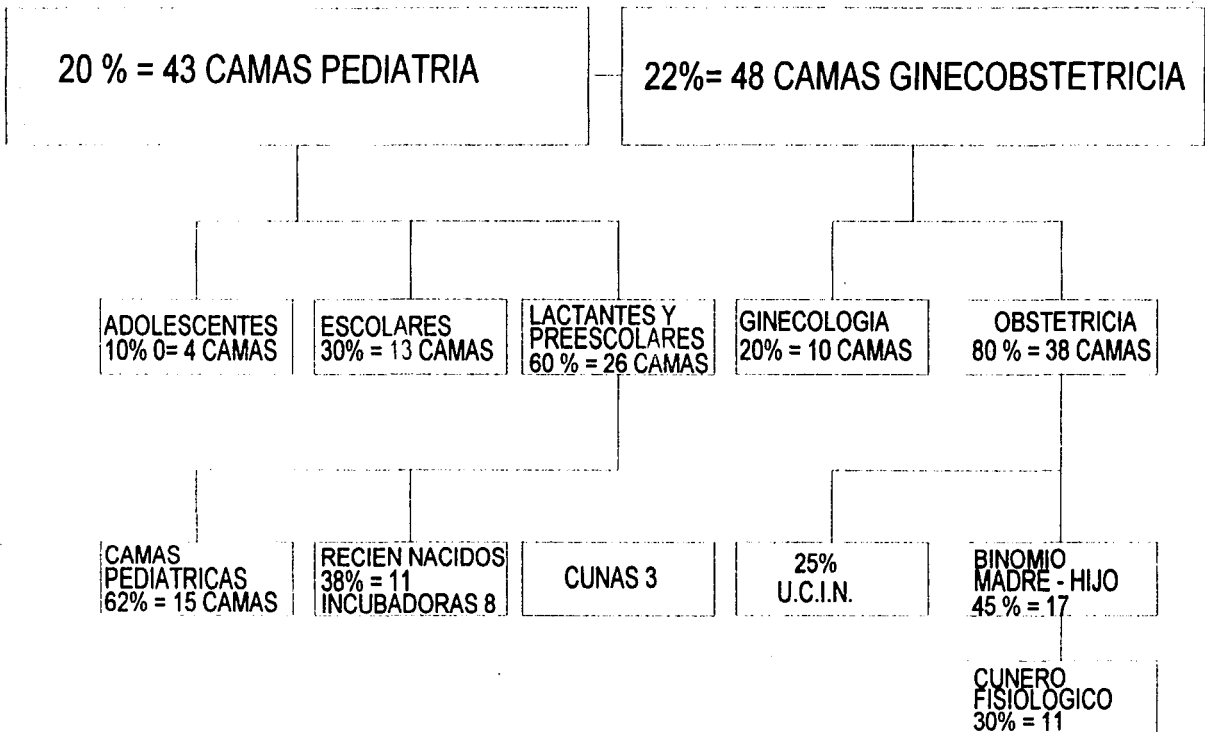 20 % = 43 CAMAS PEDIATRIA
22%= 48 CAMAS GINECOBSTETRICIA
ADOLESCENTES
10% 0= 4 CAMAS
ESCOLARES
30% = 13 CAMAS
LACTANTES Y
PREESCOLARES
60 % = 26 CAMAS
GINECOLOGIA
20% = 10 CAMAS
OBSTETRICIA
80 % = 38 CAMAS
CAMAS
PEDIATRICAS
62% = 15 CAMAS
RECIEN NACIDOS
38% = 11
INCUBADORAS 8
CUNAS 3
25%
U.C.I.N.
BINOMIO
MADRE - HIJO
45 % = 17
CUNERO
FISIOLOGICO
30% = 11